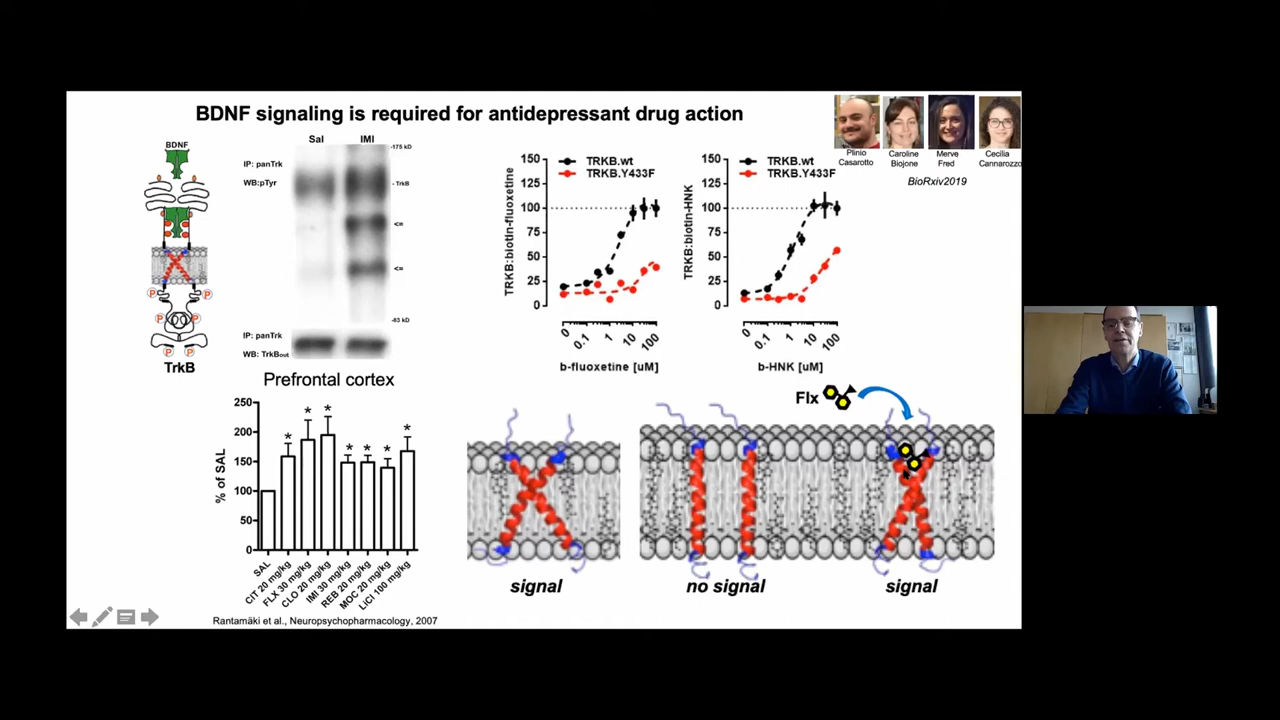 BDNF signaling is required for antidepressant drug action
Plinio
Casarotto
Caroline
Biojone
Merve
Fred
Cecilia
Cannarozzo
BioRxiv2019
BDNF
TrkB
Sal
IMI
-175 kD
IP: panTrk
WB:pTyr
- TrkB
<=
<=
-83 kD
IP: panTrk
WB: TrkBout
Prefrontal cortex
% of SAL
250
200
150
100
50
0
SAL
CIT 20 mg/kg
FLX 30 mg/kg
CLO 20 mg/kg
IMI 30 mg/kg
REB 20 mg/kg
MOC 20 mg/kg
LiCl 100 mg/kg
* * * * * * *
Rantamäki et al., Neuropsychopharmacology, 2007
TRKB:biotin-fluoxetine
150
125
100
75
50
25
0
TRKB.wt
TRKB.Y433F
0 0.1 1 10 100
b-fluoxetine [uM]
TRKB:biotin-HNK
150
125
100
75
50
25
0
TRKB.wt
TRKB.Y433F
0 0.1 1 10 100
b-HNK [uM]
Flx
signal
no signal
signal
P P
P P
P P